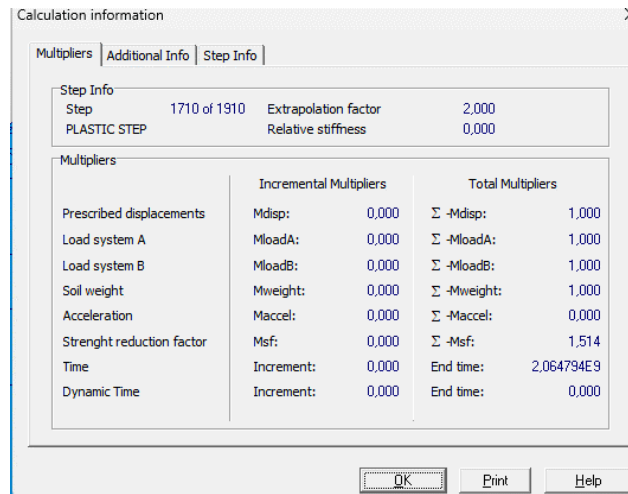 Calculation information
Multipliers Additional Info Step Info
Step Info
Step 1710 of 1910 Extrapolation factor 2,000
PLASTIC STEP Relative stiffness 0,000
Multipliers
Incremental Multipliers Total Multipliers
Prescribed displacements Mdisp: 0,000 Σ -Mdisp: 1,000
Load system A MloadA: 0,000 Σ -MloadA: 1,000
Load system B MloadB: 0,000 Σ -MloadB: 1,000
Soil weight Mweight: 0,000 Σ -Mweight: 1,000
Acceleration Maccel: 0,000 Σ -Maccel: 0,000
Strenght reduction factor Msf: 0,000 Σ -Msf: 1,514
Time Increment: 0,000 End time: 2,064794E9
Dynamic Time Increment: 0,000 End time: 0,000
OK Print Help